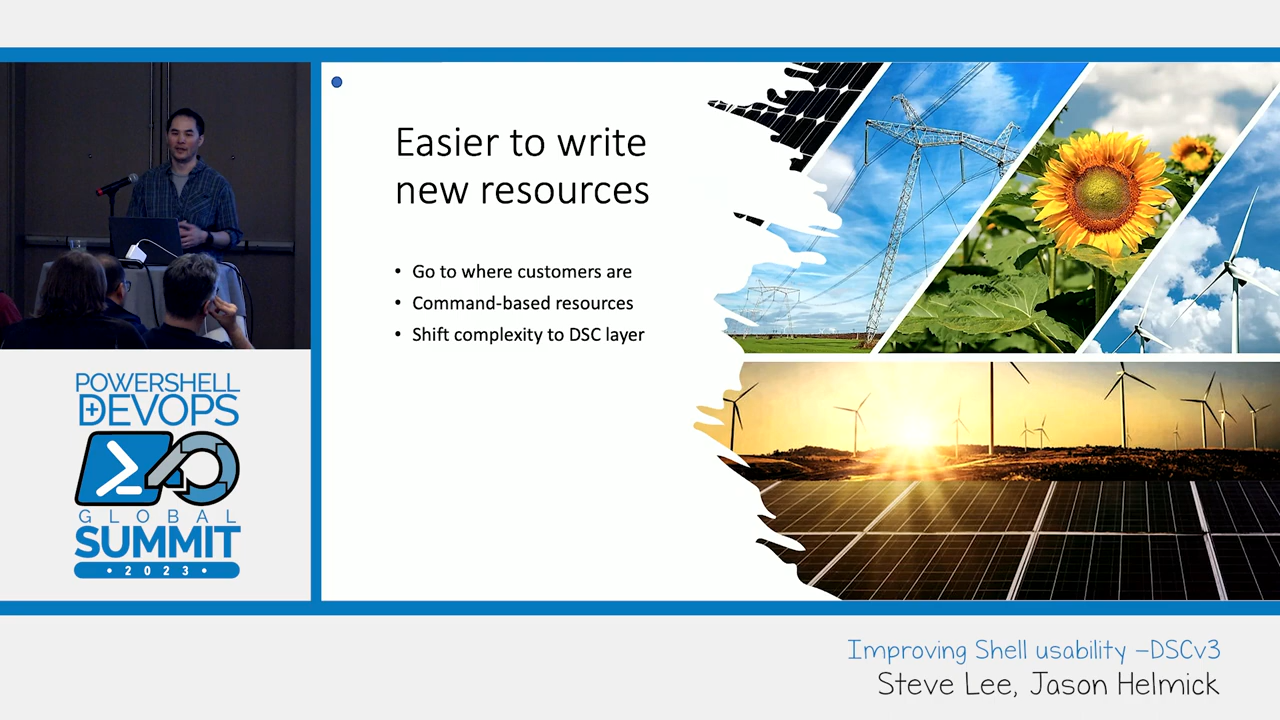 Easier to write
new resources
• Go to where customers are
• Command-based resources
• Shift complexity to DSC layer
POWERSHELL
+ DEVOPS
GLOBAL
SUMMIT
• 2023 •
Improving Shell usability -DSCv3
Steve Lee, Jason Helmick